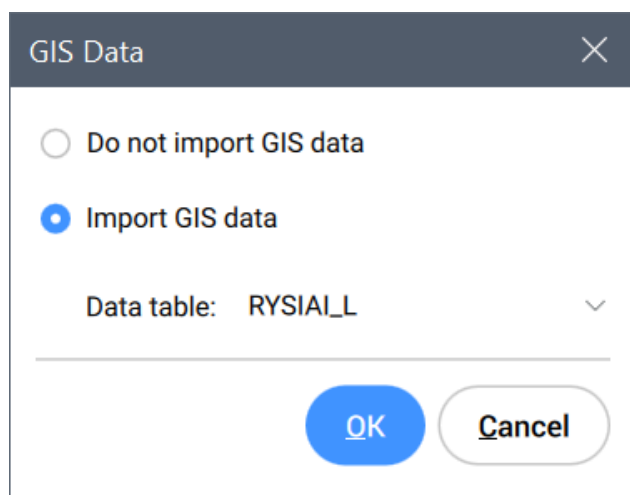 GIS Data
Do not import GIS data
Import GIS data
Data table: RYSIAI_L
OK Cancel